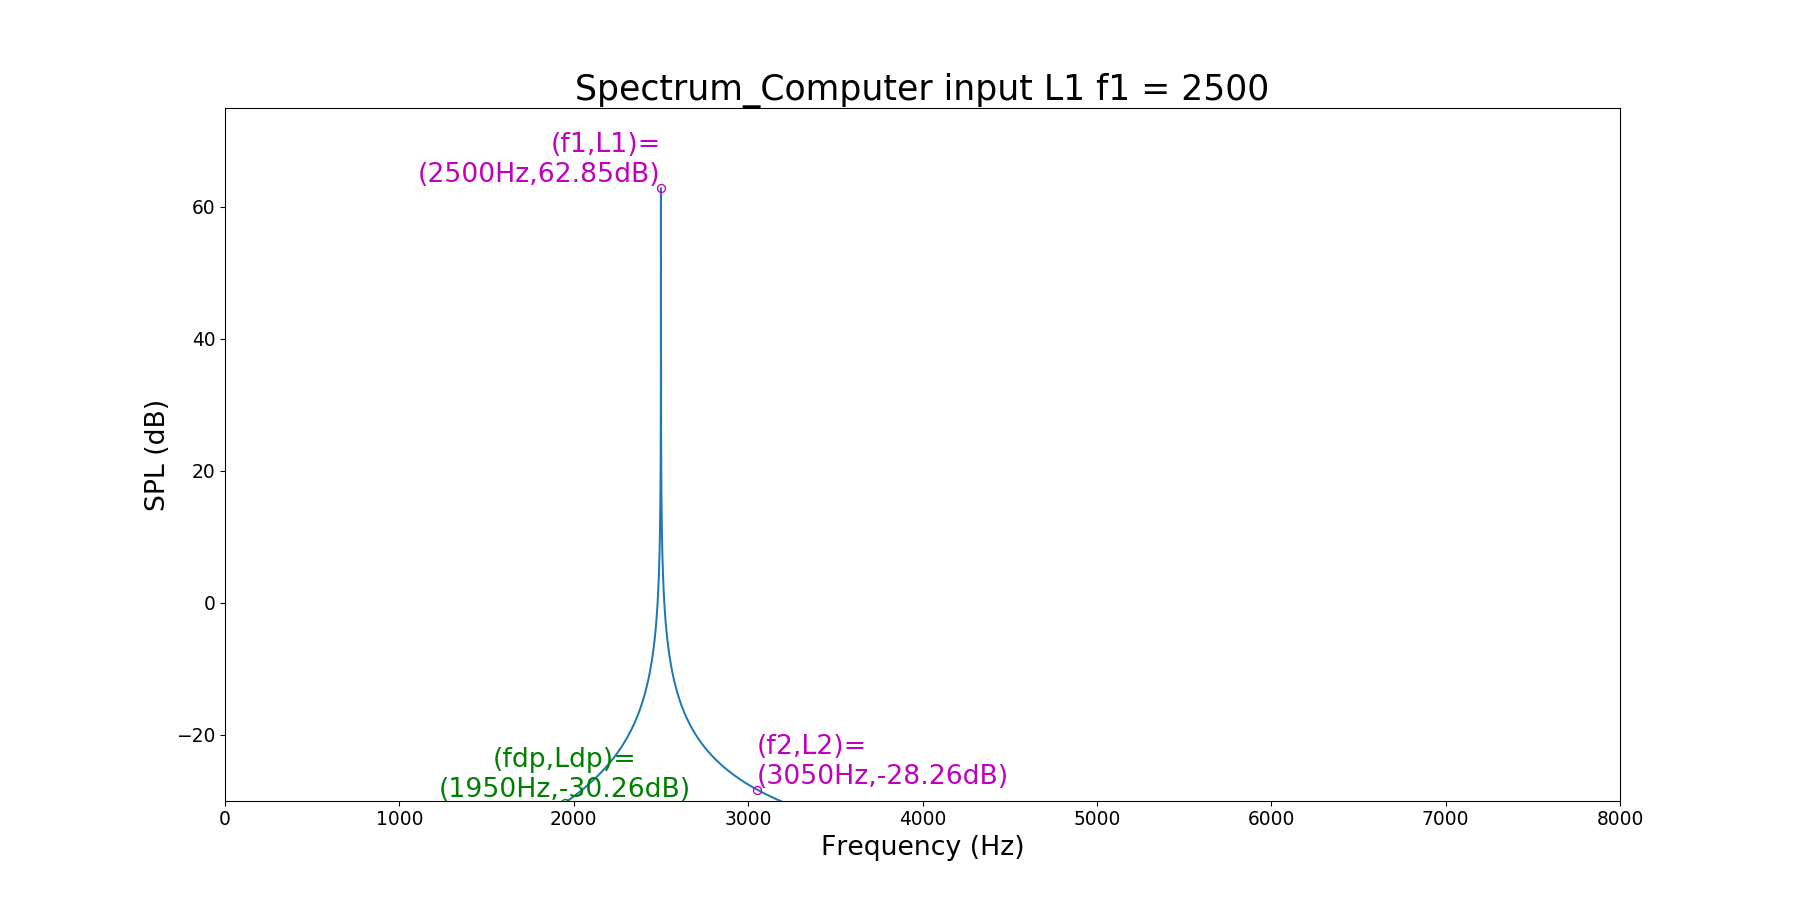 Spectrum_Computer input L1 f1 = 2500
(f1,L1)=
(2500Hz,62.85dB)
60
40
20
0
−20
SPL (dB)
(fdp,Ldp)=
(1950Hz,-30.26dB)
(f2,L2)=
(3050Hz,-28.26dB)
0 1000 2000 3000 4000 5000 6000 7000 8000
Frequency (Hz)